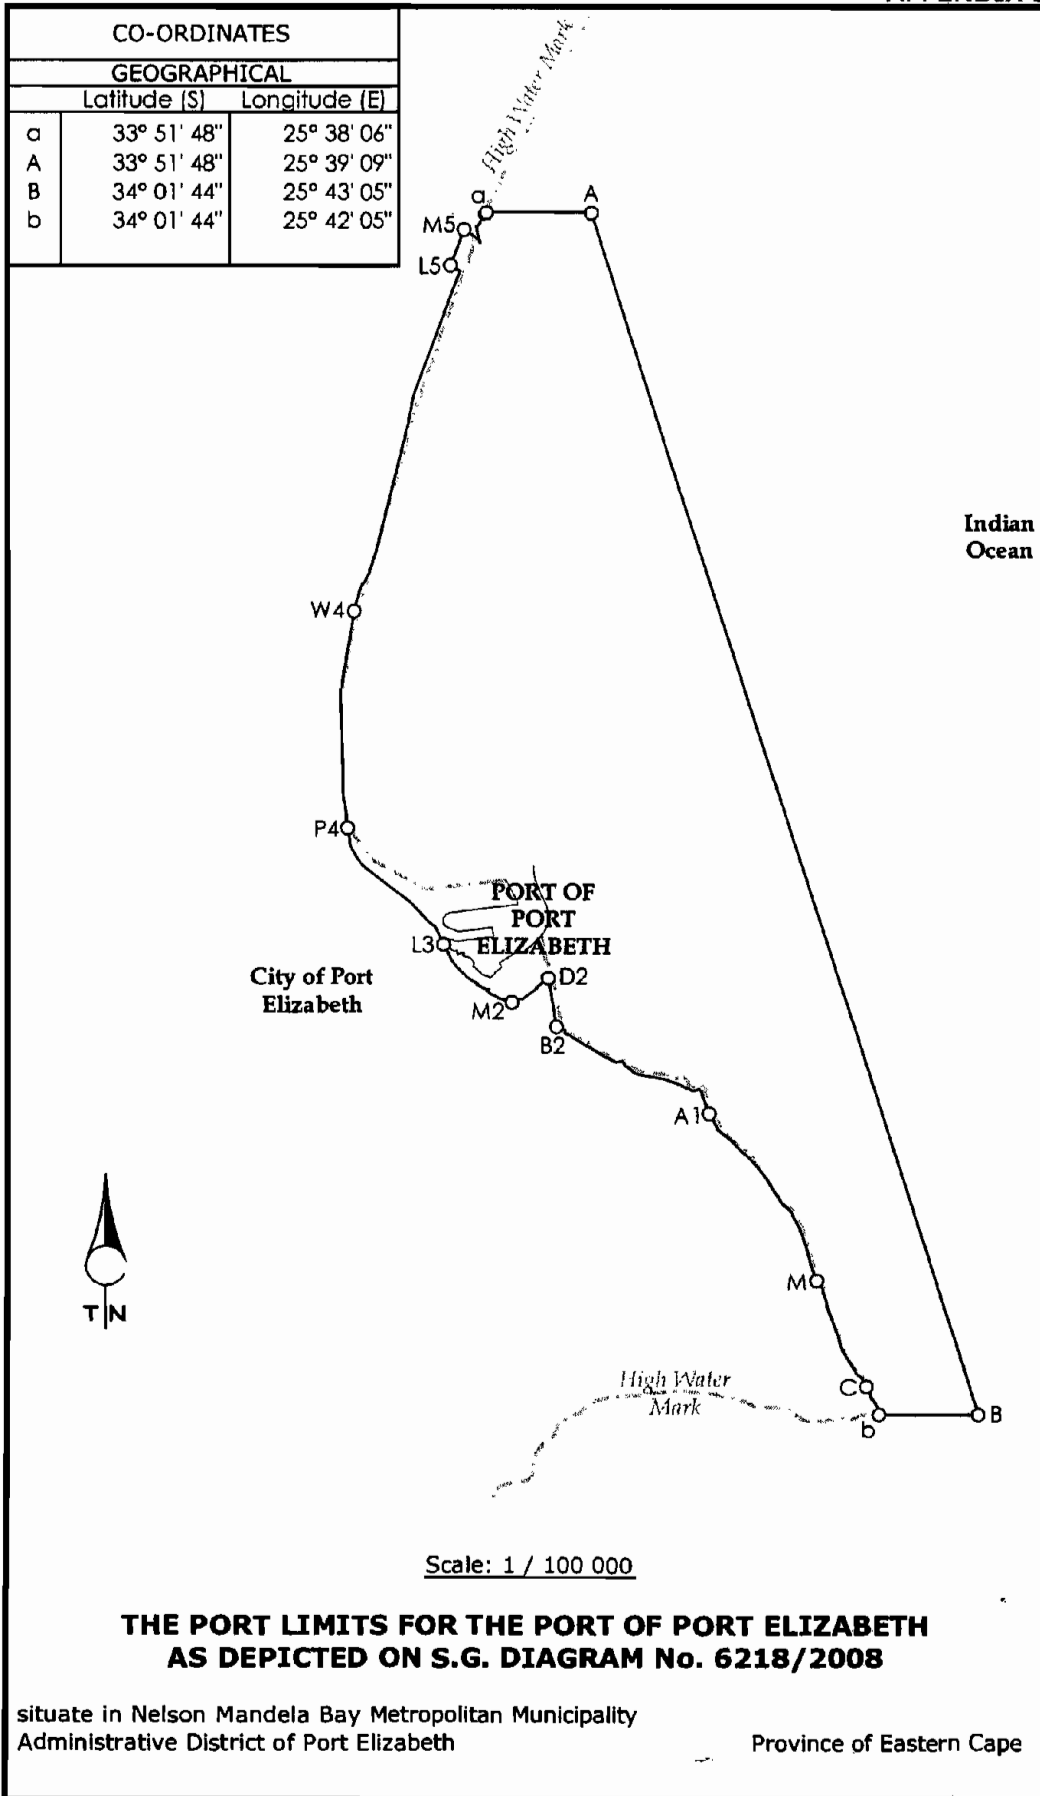 CO-ORDINATES
GEOGRAPHICAL
Latitude (S) Longitude (E)
a 33° 51' 48" 25° 38' 06"
A 33° 51' 48" 25° 39' 09"
B 34° 01' 44" 25° 43' 05"
b 34° 01' 44" 25° 42' 05"
High Water Mark
a
A
M5
L5
Indian
Ocean
W4
P4
PORT OF
PORT
ELIZABETH
L3
City of Port
Elizabeth
D2
M2
B2
A1
T N
M
High Water
Mark
C
b
B
Scale: 1 / 100 000
THE PORT LIMITS FOR THE PORT OF PORT ELIZABETH
AS DEPICTED ON S.G. DIAGRAM No. 6218/2008
situate in Nelson Mandela Bay Metropolitan Municipality
Administrative District of Port Elizabeth
Province of Eastern Cape